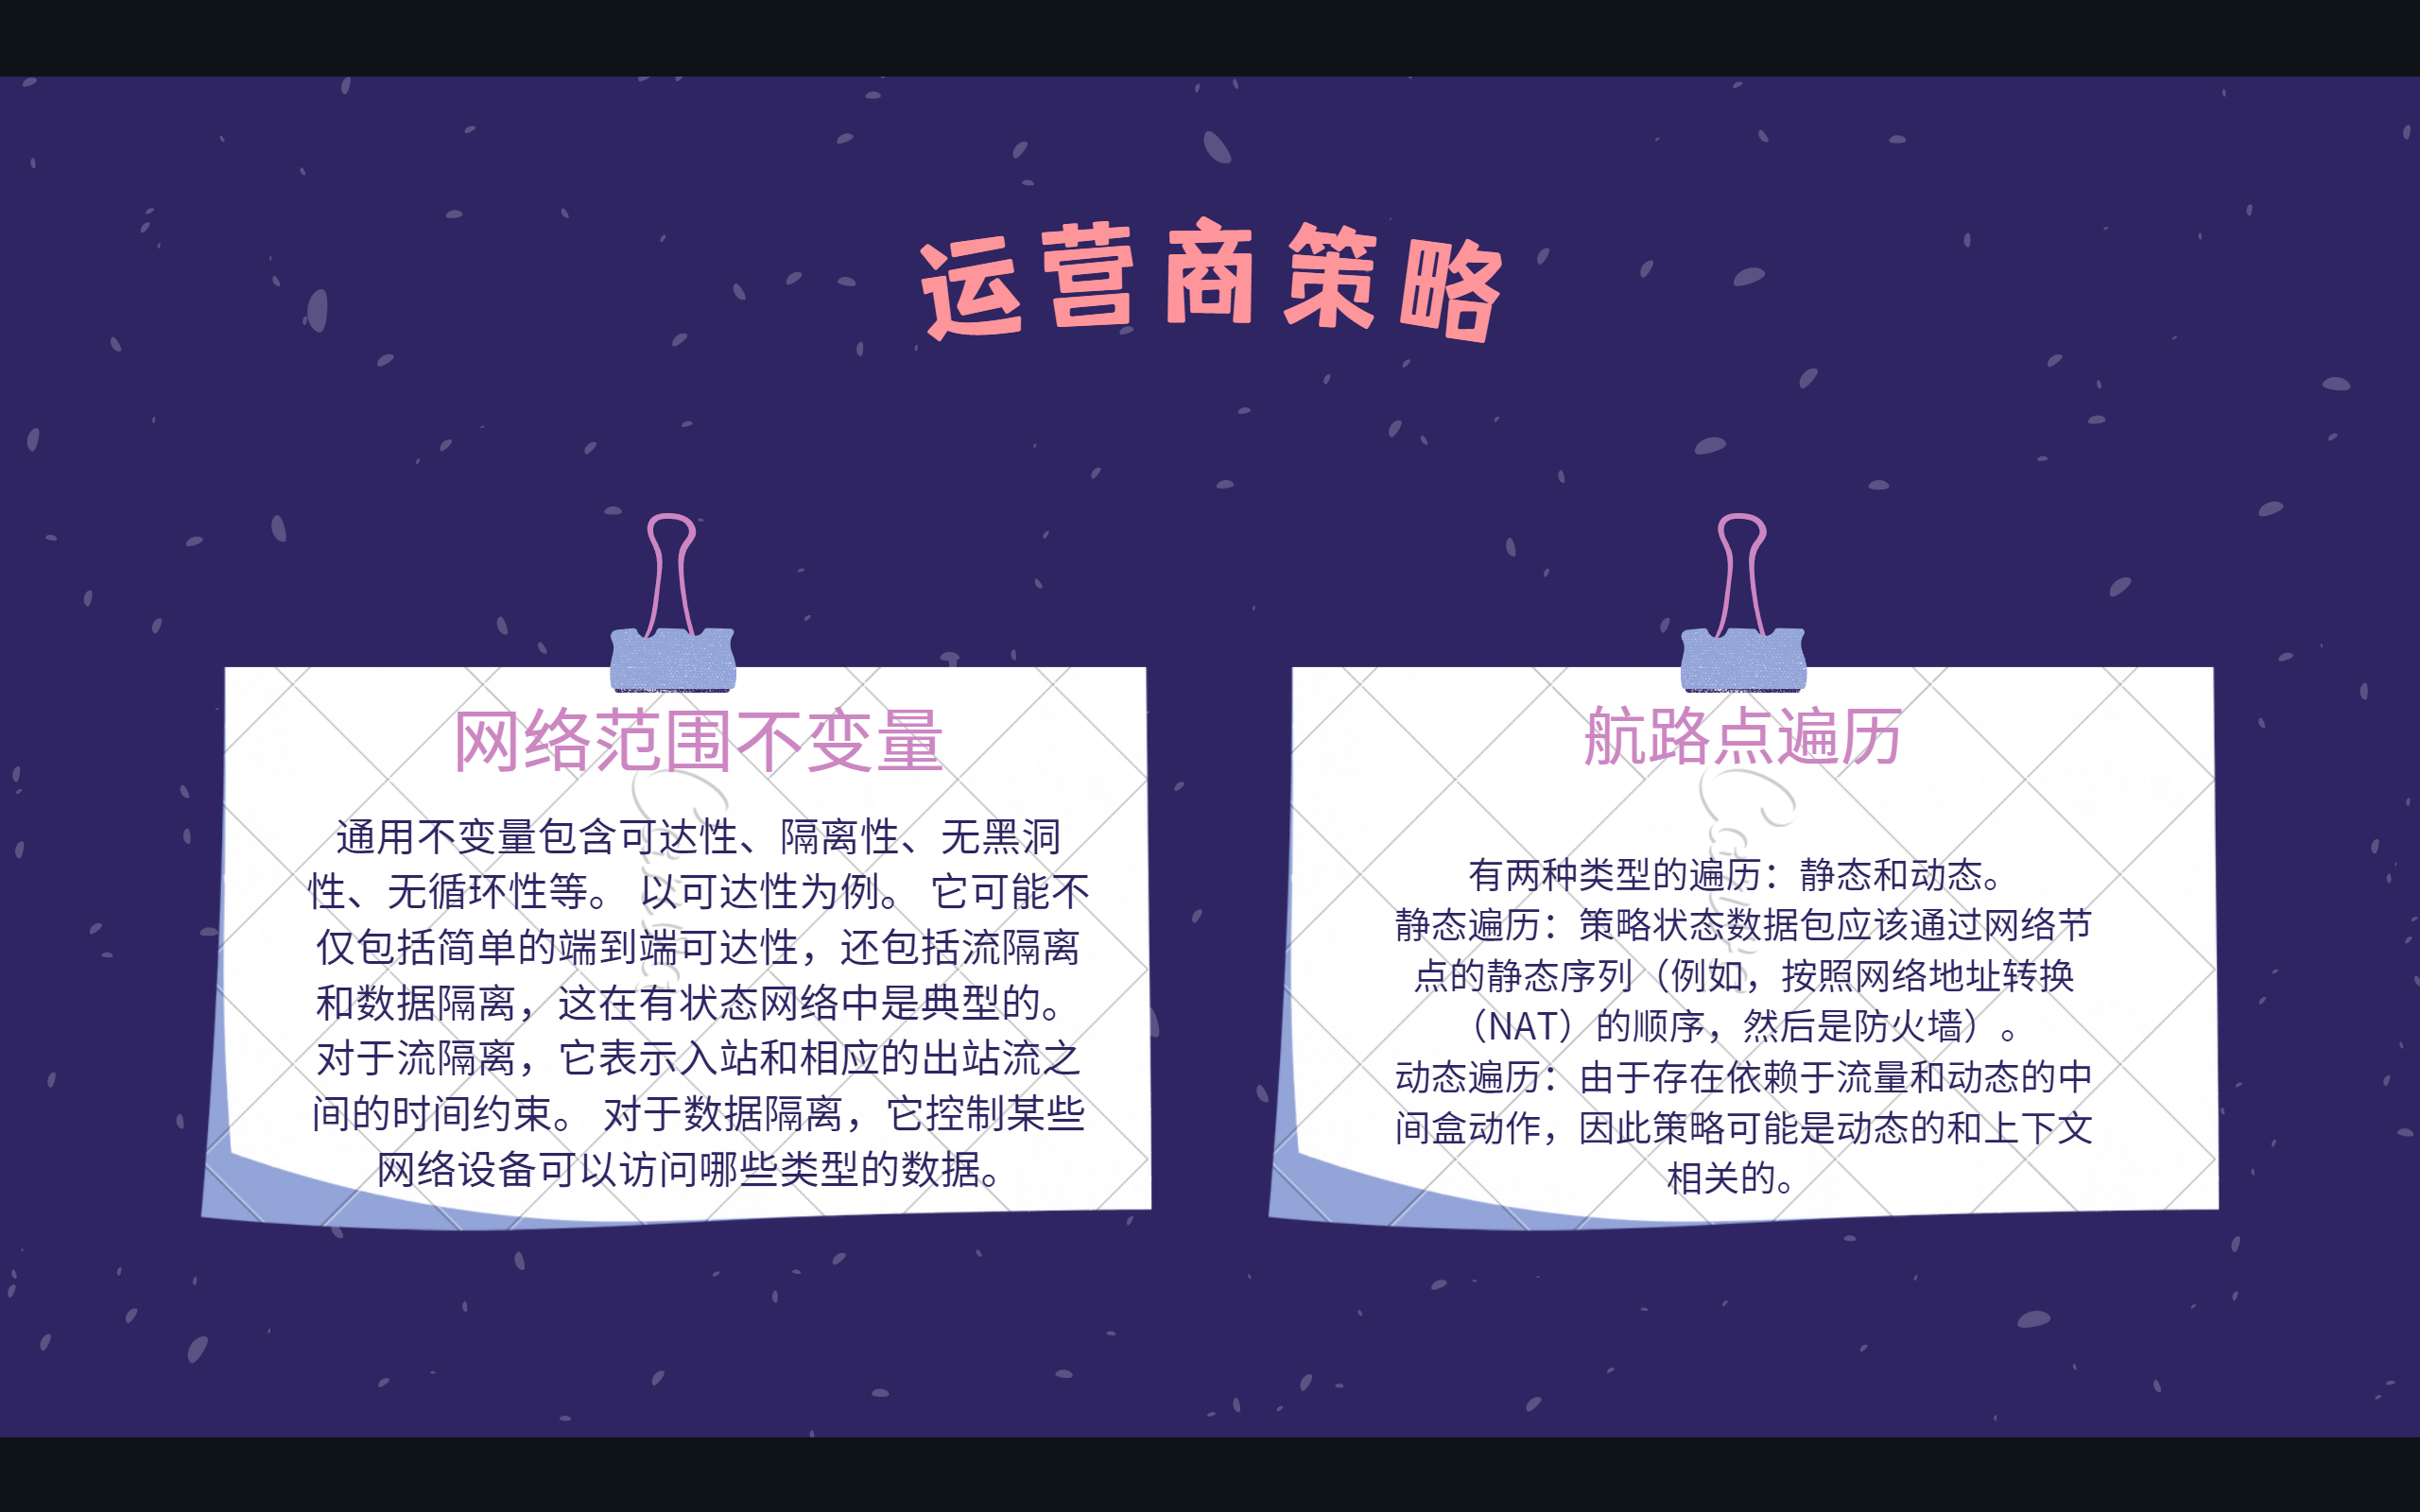 运营商策略
网络范围不变量
通用不变量包含可达性、隔离性、无黑洞
性、无循环性等。 以可达性为例。 它可能不
仅包括简单的端到端可达性，还包括流隔离
和数据隔离，这在有状态网络中是典型的。
对于流隔离，它表示入站和相应的出站流之
间的时间约束。 对于数据隔离，它控制某些
网络设备可以访问哪些类型的数据。
Canva
航路点遍历
有两种类型的遍历：静态和动态。
静态遍历：策略状态数据包应该通过网络节
点的静态序列（例如，按照网络地址转换
（NAT）的顺序，然后是防火墙）。
动态遍历：由于存在依赖于流量和动态的中
间盒动作，因此策略可能是动态的和上下文
相关的。
Canva